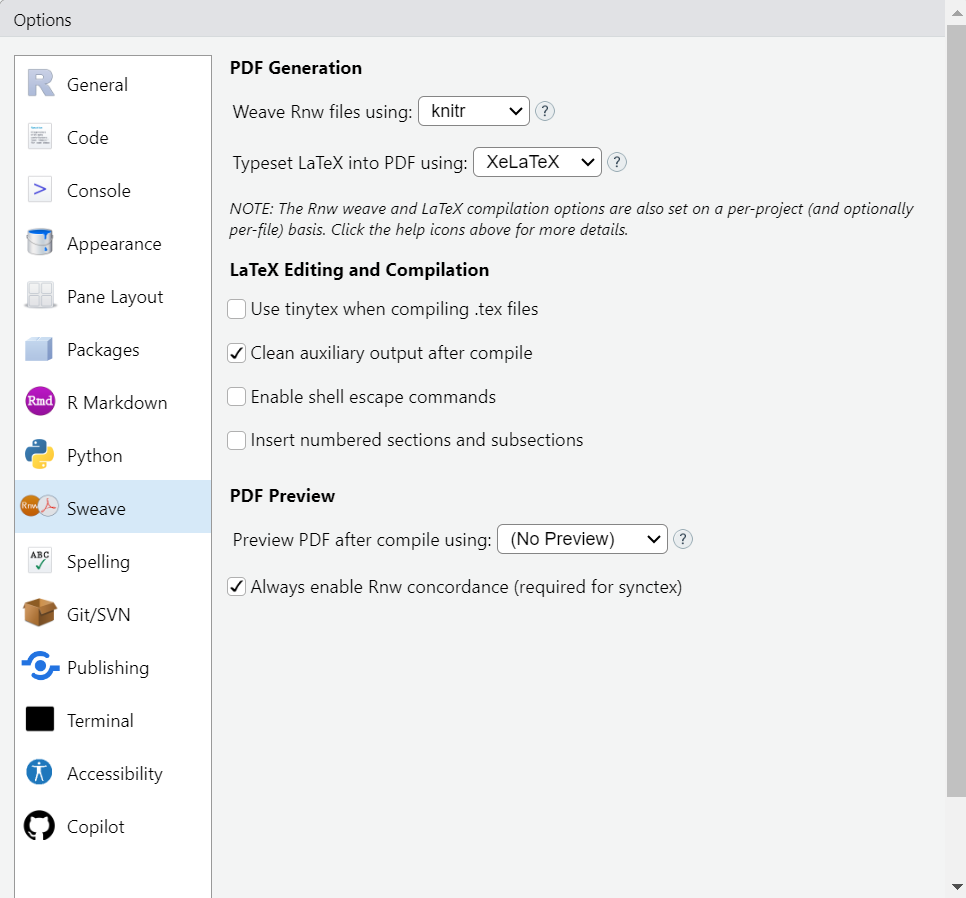 Options
General
Code
Console
Appearance
Pane Layout
Packages
Rmd R Markdown
Python
Rnw Sweave
ABC Spelling
Git/SVN
Publishing
Terminal
Accessibility
Copilot
PDF Generation
Weave Rnw files using: knitr ?
Typeset LaTeX into PDF using: XeLaTeX ?
NOTE: The Rnw weave and LaTeX compilation options are also set on a per-project (and optionally
per-file) basis. Click the help icons above for more details.
LaTeX Editing and Compilation
Use tinytex when compiling .tex files
Clean auxiliary output after compile
Enable shell escape commands
Insert numbered sections and subsections
PDF Preview
Preview PDF after compile using: (No Preview) ?
Always enable Rnw concordance (required for synctex)